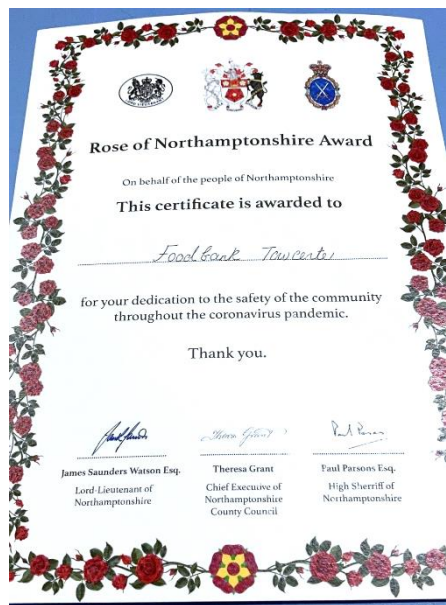 Rose of Northamptonshire Award
On behalf of the people of Northamptonshire
This certificate is awarded to
Foodbank Towcester
for your dedication to the safety of the community
throughout the coronavirus pandemic.
Thank you.
James Saunders Watson Esq.
Lord-Lieutenant of
Northamptonshire
Theresa Grant
Chief Executive of
Northamptonshire
County Council
Paul Parsons Esq.
High Sherriff of
Northamptonshire